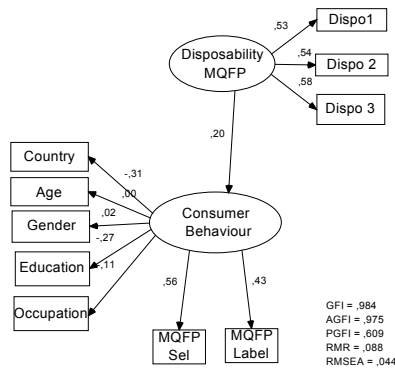 Dispo1
,53
Disposability
MQFP
,54
Dispo 2
,58
Dispo 3
,20
Country
-,31
Age
,00
Gender
,02
Consumer
Behaviour
Education
-,27
-,11
Occupation
,56
,43
MQFP
Sel
MQFP
Label
GFI = ,984
AGFI = ,975
PGFI = ,609
RMR = ,088
RMSEA = ,044